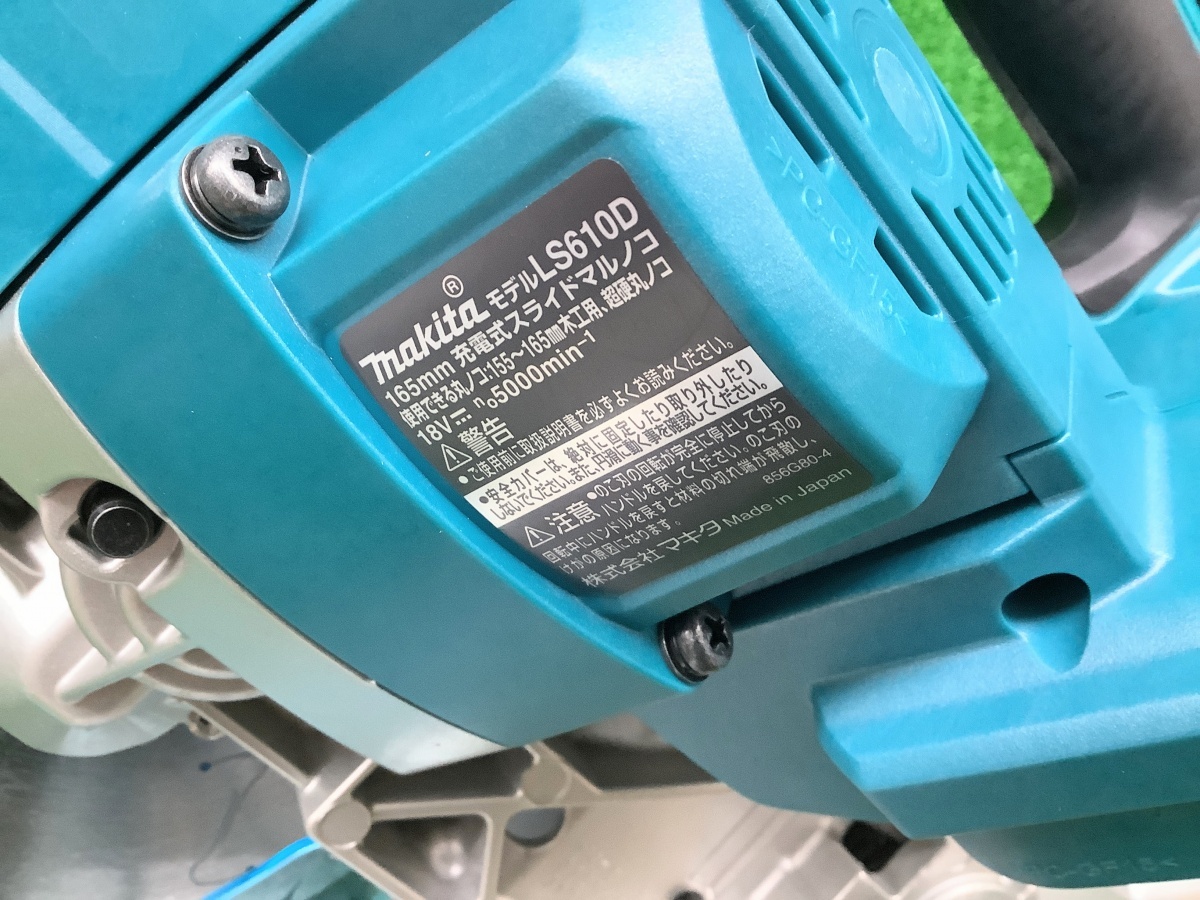 makita® モデルLS610D
165mm 充電式スライドマルノコ
使用できる丸ノコ:155~165mm木工用、超硬丸ノコ
18V⎓ n₀5000min⁻¹
⚠警告
•ご使用前に取扱説明書を必ずよくお読みください。
•安全カバーは、絶対に固定したり取り外したり
しないでください。また、円滑に動く事を確認してください。
⚠注意 •のこ刃の回転が完全に停止してから
ハンドルを戻してください。のこ刃の
回転中にハンドルを戻すと材料の切れ端が飛散し、
けがの原因になります。
856G80-4
株式会社マキタ Made in Japan
>PC-GF15<